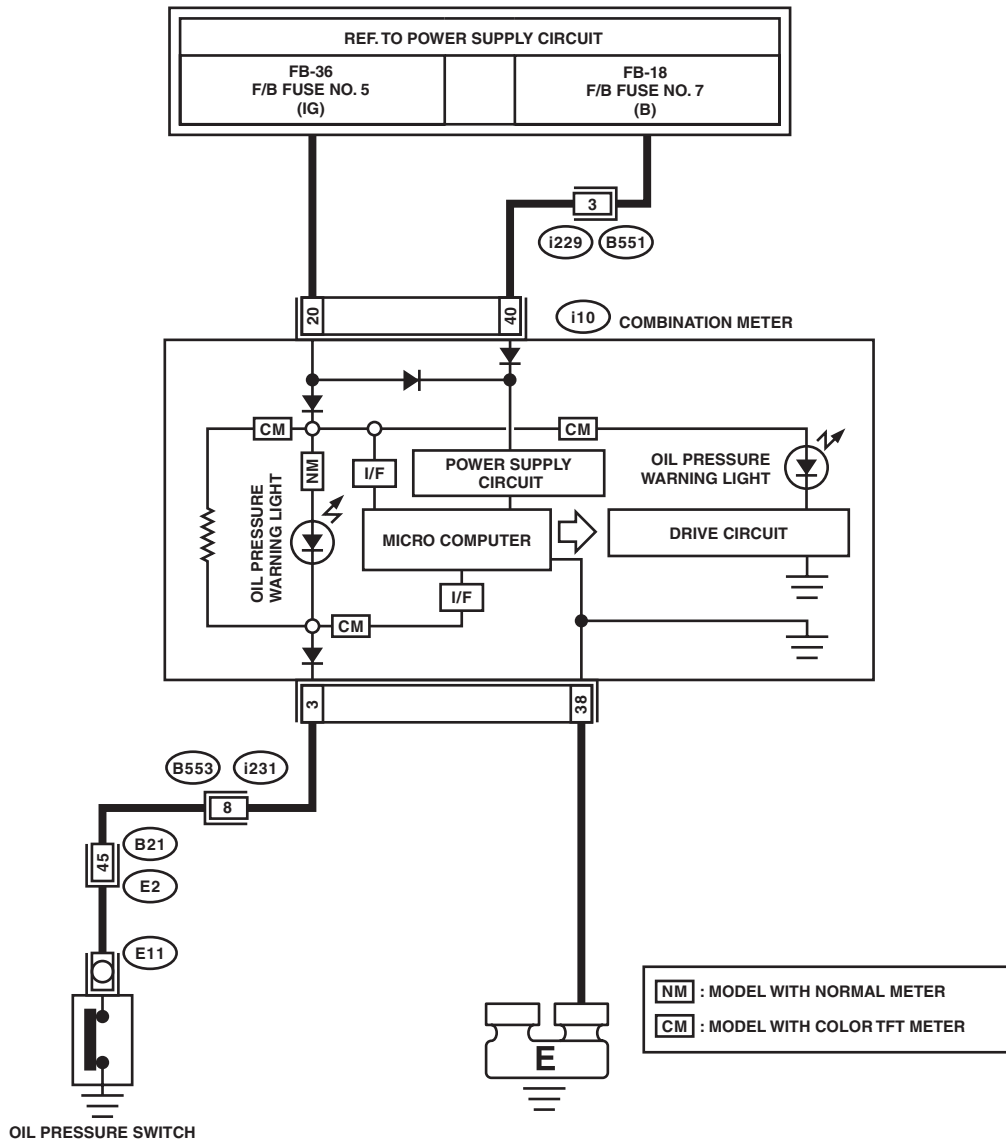 REF. TO POWER SUPPLY CIRCUIT
FB-36
F/B FUSE NO. 5
(IG)
FB-18
F/B FUSE NO. 7
(B)
3
i229
B551
20
40
i10
COMBINATION METER
CM
CM
NM
I/F
POWER SUPPLY
CIRCUIT
OIL PRESSURE
WARNING LIGHT
OIL PRESSURE
WARNING LIGHT
MICRO COMPUTER
DRIVE CIRCUIT
I/F
CM
3
38
B553
i231
8
45
B21
E2
E11
E
NM : MODEL WITH NORMAL METER
CM : MODEL WITH COLOR TFT METER
OIL PRESSURE SWITCH